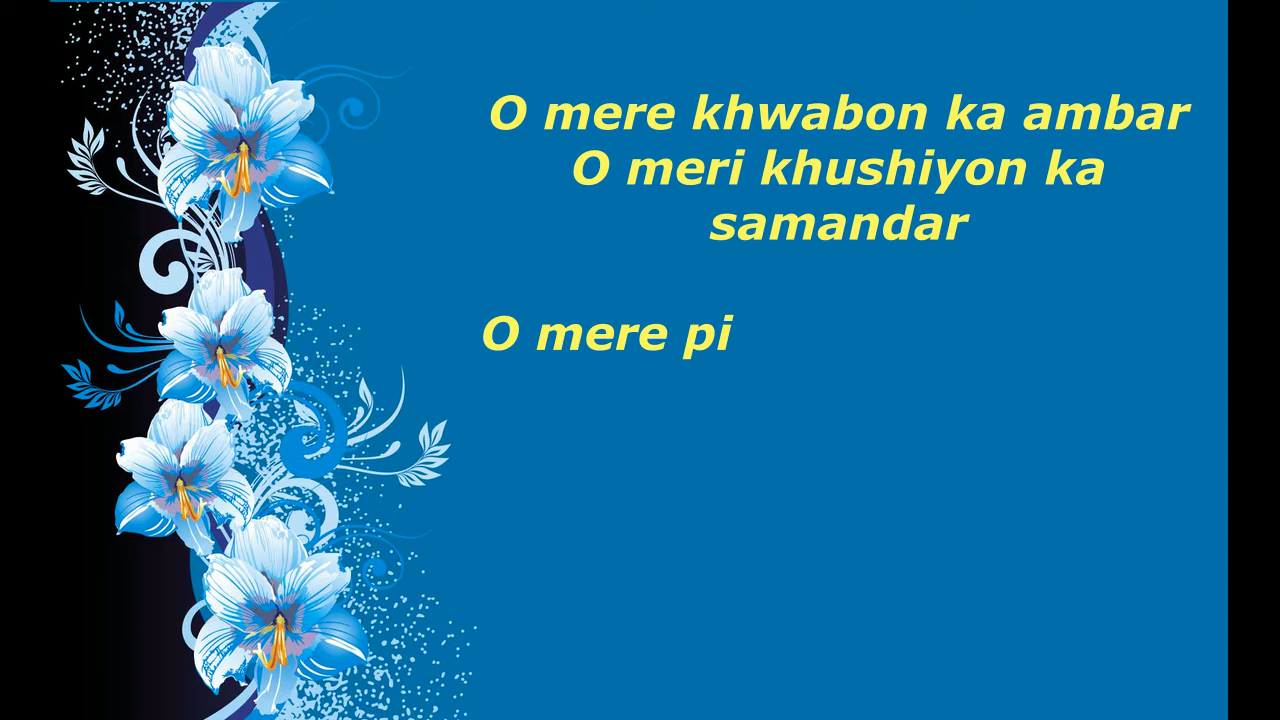 O mere khwabon ka ambar
O meri khushiyon ka
samandar
O mere pi